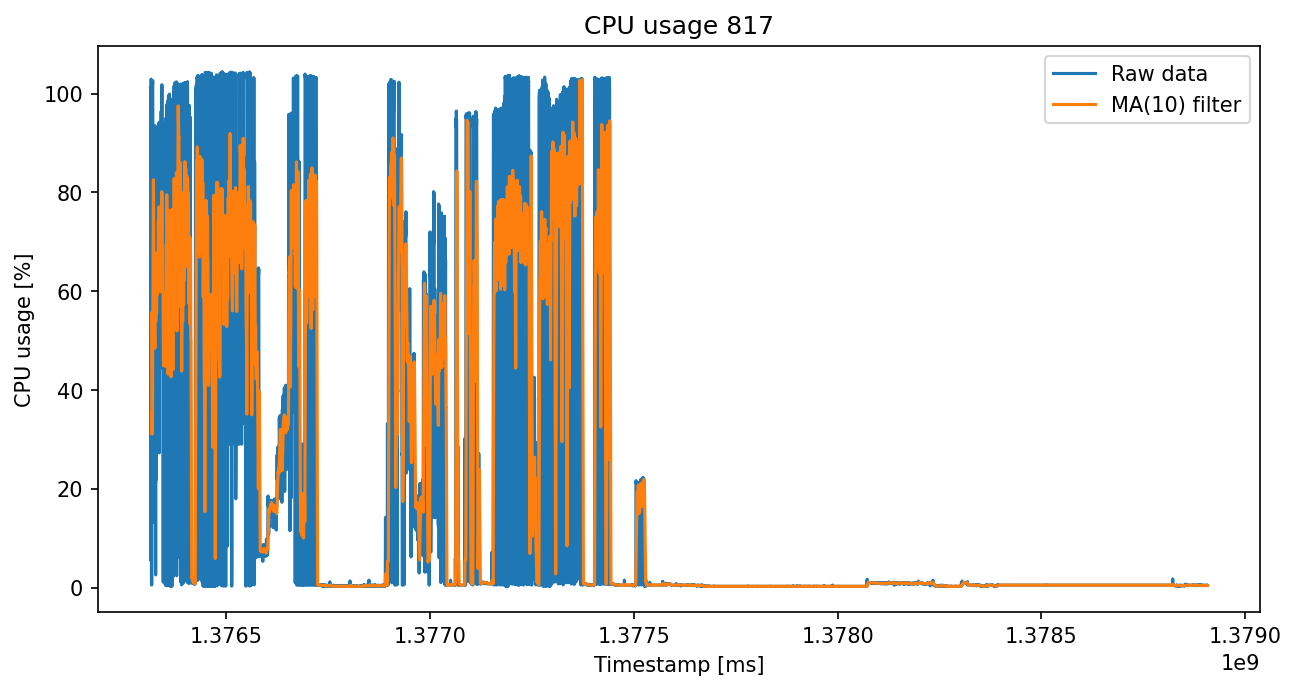 CPU usage 817
Raw data
MA(10) filter
CPU usage [%]
100
80
60
40
20
0
1.3765 1.3770 1.3775 1.3780 1.3785 1.3790
1e9
Timestamp [ms]